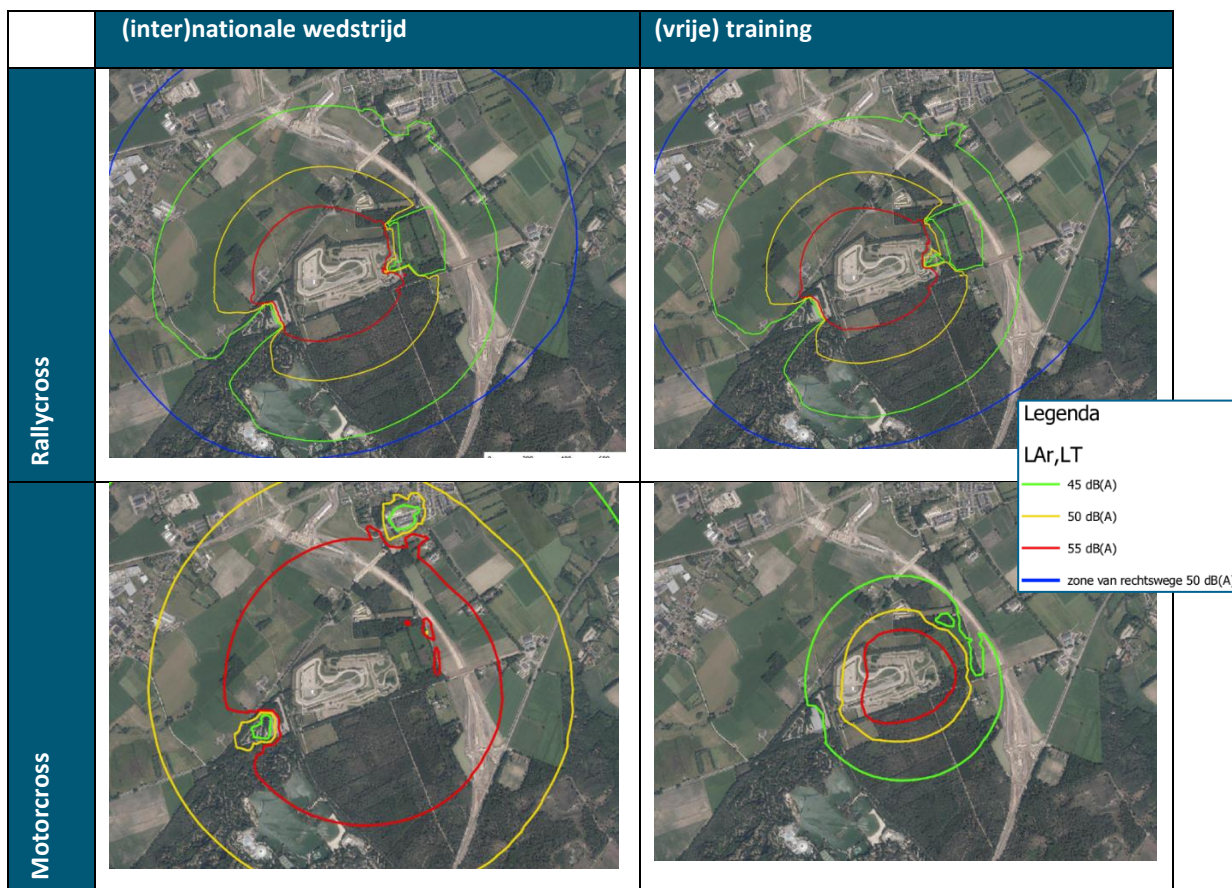 (inter)nationale wedstrijd
(vrije) training
Rallycross
Legenda
LAr,LT
45 dB(A)
50 dB(A)
55 dB(A)
zone van rechtswege 50 dB(A)
Motorcross